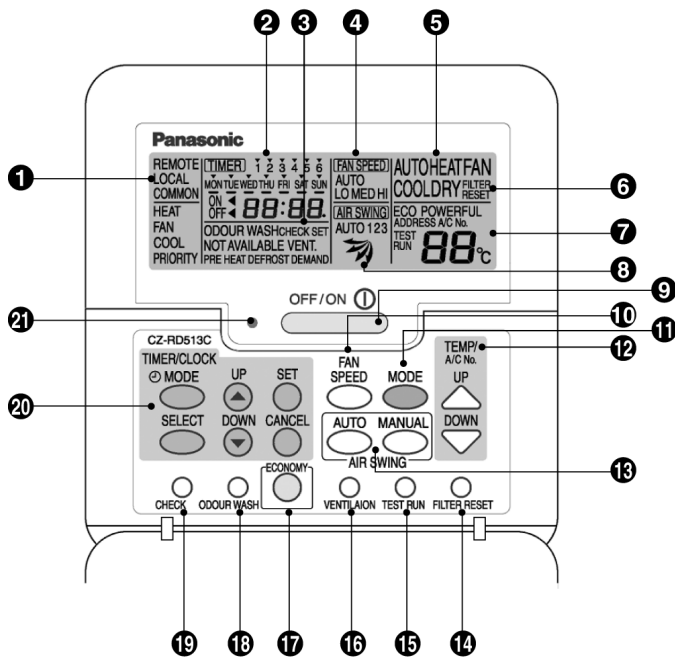 2 3 4 5
Panasonic
1
REMOTE
LOCAL
COMMON
HEAT
FAN
COOL
PRIORITY
TIMER
1 2 3 4 5 6
MON TUE WED THU FRI SAT SUN
ON
OFF 88:88.
ODOUR WASH CHECK SET
NOT AVAILABLE VENT.
PRE HEAT DEFROST DEMAND
FAN SPEED
AUTO
LO MED HI
AIR SWING
AUTO 1 2 3
AUTO HEAT FAN
COOL DRY FILTER
RESET
ECO POWERFUL
ADDRESS A/C No.
TEST
RUN 88°C
6
7
8
OFF/ON
9
21
10
11
12
CZ-RD513C
TIMER/CLOCK
MODE UP SET
SELECT DOWN CANCEL
FAN
SPEED MODE
AUTO MANUAL
AIR SWING
TEMP/
A/C No.
UP
DOWN
20
13
ECONOMY
CHECK ODOUR WASH VENTILAION TEST RUN FILTER RESET
19 18 17 16 15 14